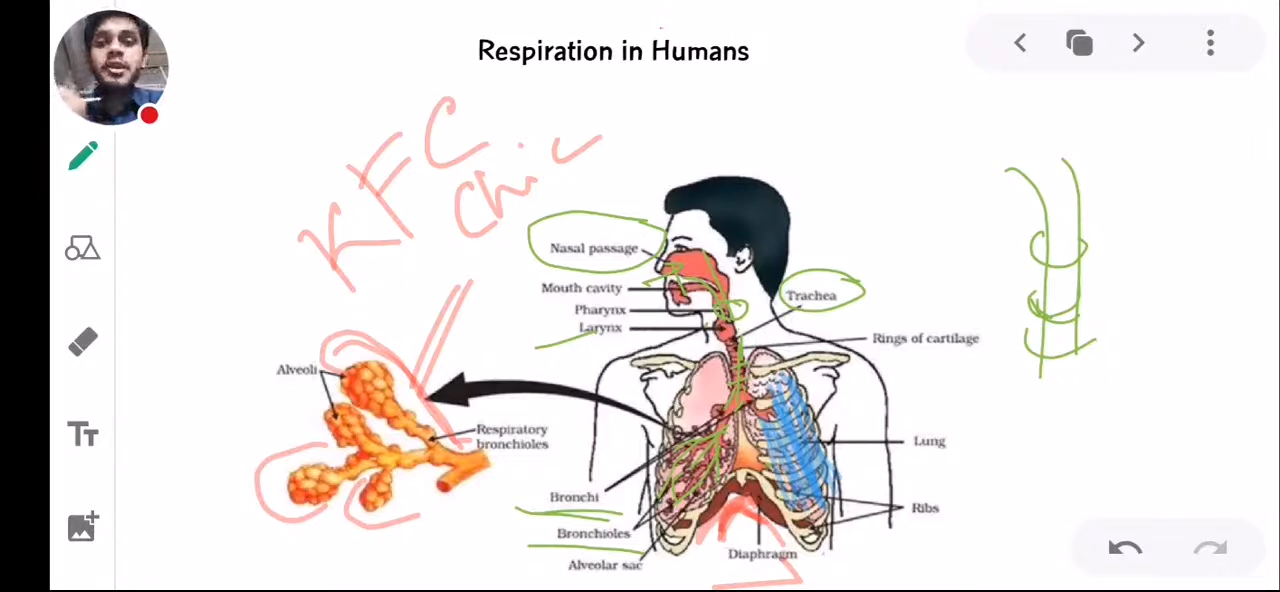 Respiration in Humans
KFC
Chic
Nasal passage
Mouth cavity
Pharynx
Larynx
Trachea
Rings of cartilage
Alveoli
Respiratory
bronchioles
Lung
Bronchi
Ribs
Bronchioles
Diaphragm
Alveolar sac
Tт